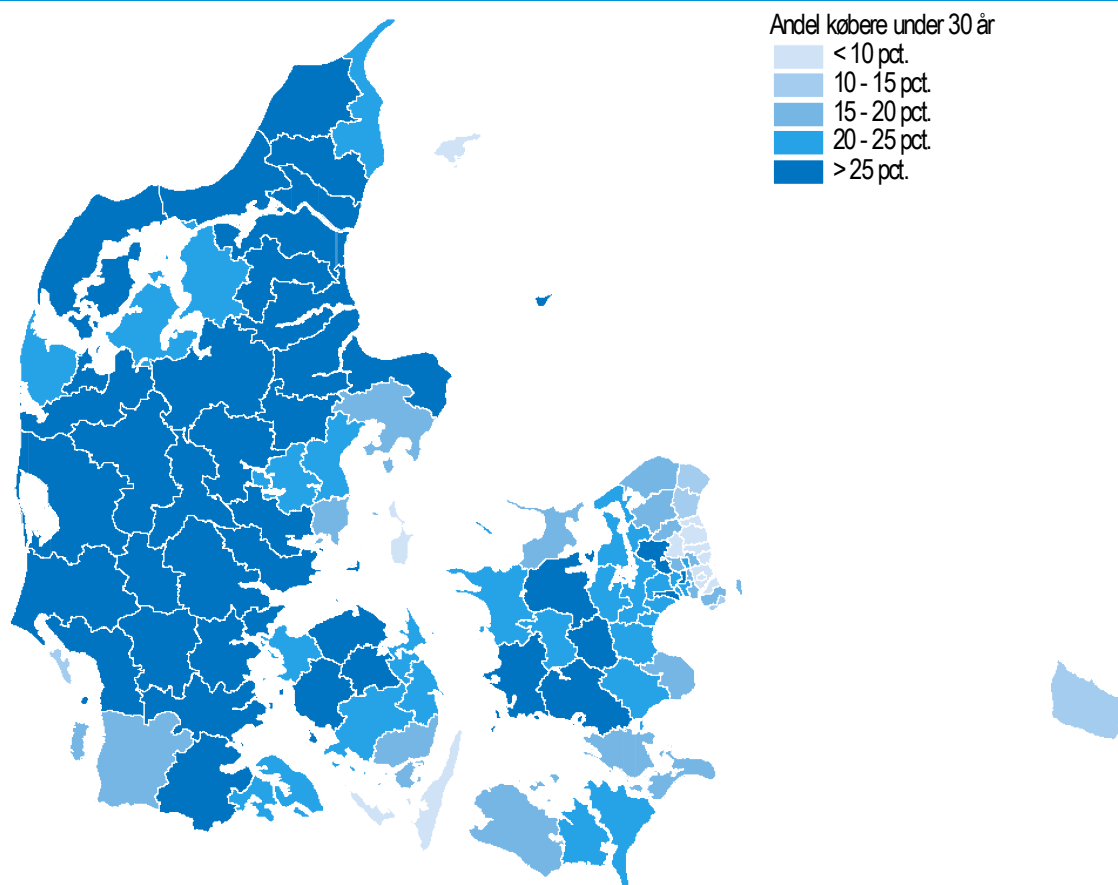 Andel købere under 30 år
< 10 pct.
10 - 15 pct.
15 - 20 pct.
20 - 25 pct.
> 25 pct.